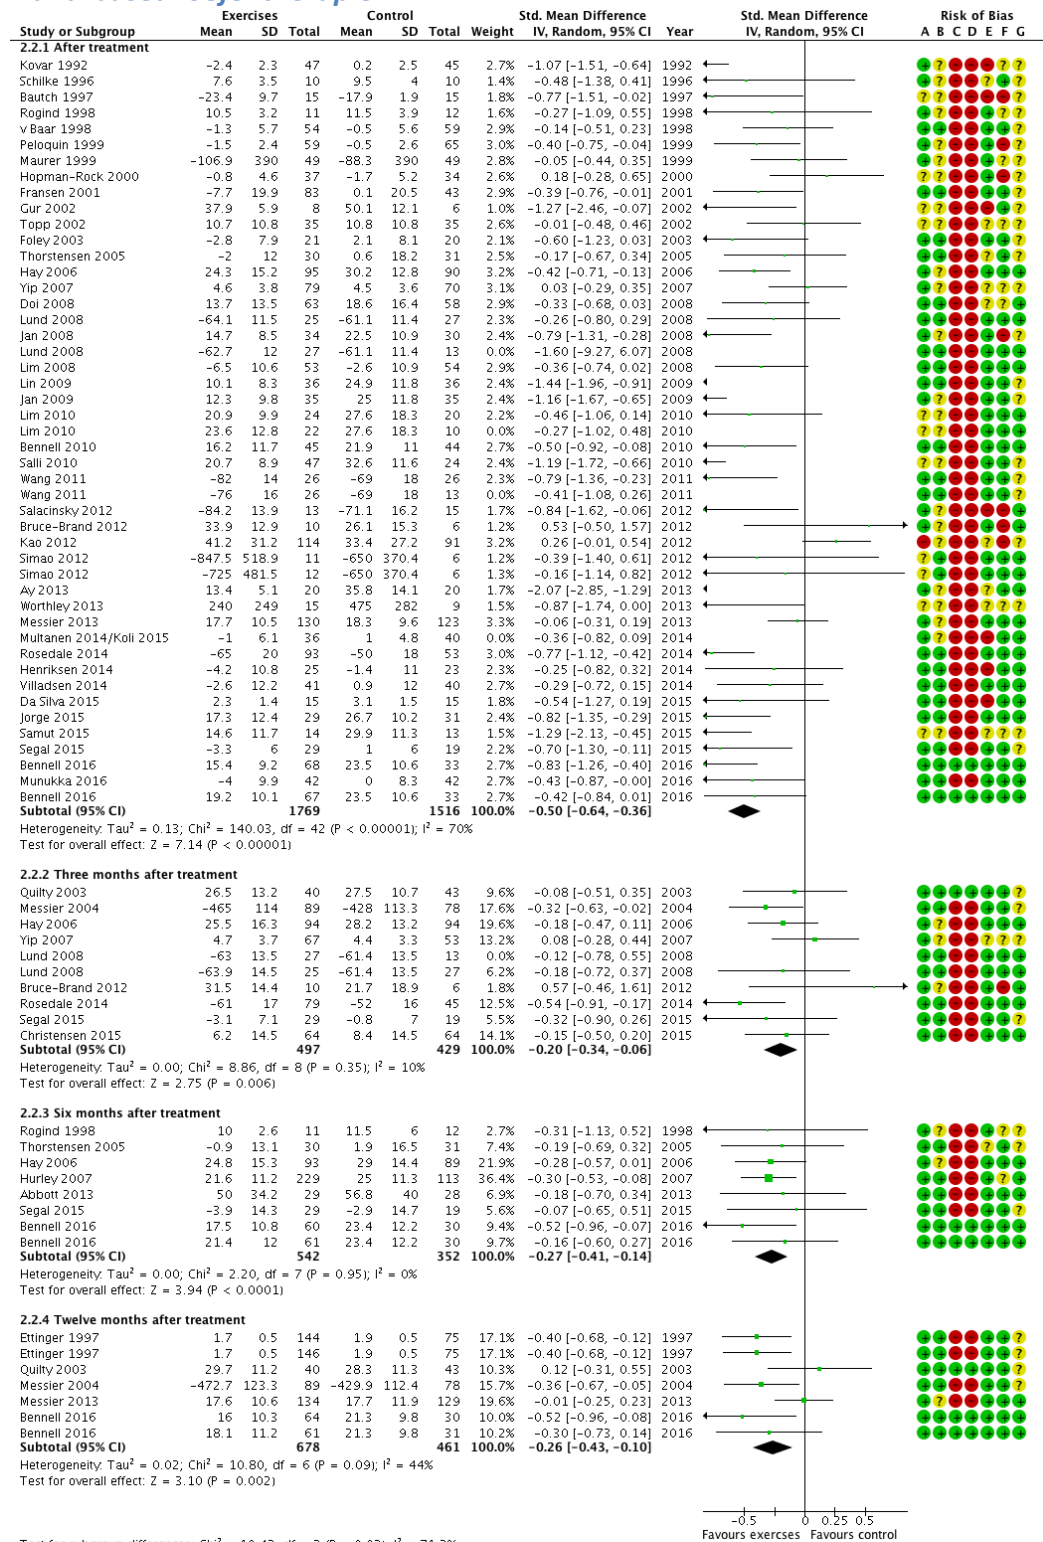 Exercises Control Std. Mean Difference Std. Mean Difference Risk of Bias
Study or Subgroup Mean SD Total Mean SD Total Weight IV, Random, 95% CI Year IV, Random, 95% CI A B C D E F G
2.2.1 After treatment
Kovar 1992 -2.4 2.3 47 0.2 2.5 45 2.7% -1.07 [-1.51, -0.64] 1992
Schilke 1996 7.6 3.5 10 9.5 4 10 1.4% -0.48 [-1.38, 0.41] 1996
Bautch 1997 -23.4 9.7 15 -17.9 1.9 15 1.8% -0.77 [-1.51, -0.02] 1997
Rogind 1998 10.5 3.2 11 11.5 3.9 12 1.6% -0.27 [-1.09, 0.55] 1998
v Baar 1998 -1.3 5.7 54 -0.5 5.6 59 2.9% -0.14 [-0.51, 0.23] 1998
Peloquin 1999 -1.5 2.4 59 -0.5 2.6 65 2.9% -0.40 [-0.75, -0.04] 1999
Maurer 1999 -106.9 390 49 -88.3 390 49 2.8% -0.05 [-0.44, 0.35] 1999
Hopman-Rock 2000 -0.8 4.6 37 -1.7 5.2 34 2.6% 0.18 [-0.28, 0.65] 2000
Fransen 2001 -7.7 19.9 83 0.1 20.5 43 2.9% -0.39 [-0.76, -0.01] 2001
Gur 2002 37.9 5.9 8 50.1 12.1 6 1.0% -1.27 [-2.46, -0.07] 2002
Topp 2002 10.7 10.8 35 10.8 10.8 35 2.6% -0.01 [-0.48, 0.46] 2002
Foley 2003 -2.8 7.9 21 2.1 8.1 20 2.1% -0.60 [-1.23, 0.03] 2003
Thorstensen 2005 -2 12 30 0.6 18.2 31 2.5% -0.17 [-0.67, 0.34] 2005
Hay 2006 24.3 15.2 95 30.2 12.8 90 3.2% -0.42 [-0.71, -0.13] 2006
Yip 2007 4.6 3.8 79 4.5 3.6 70 3.1% 0.03 [-0.29, 0.35] 2007
Doi 2008 13.7 13.5 63 18.6 16.4 58 2.9% -0.33 [-0.68, 0.03] 2008
Lund 2008 -64.1 11.5 25 -61.1 11.4 27 2.3% -0.26 [-0.80, 0.29] 2008
Jan 2008 14.7 8.5 34 22.5 10.9 30 2.4% -0.79 [-1.31, -0.28] 2008
Lund 2008 -62.7 12 27 -61.1 11.4 13 0.0% -1.60 [-9.27, 6.07] 2008
Lim 2008 -6.5 10.6 53 -2.6 10.9 54 2.8% -0.36 [-0.74, 0.02] 2008
Lin 2009 10.1 8.3 36 24.9 11.8 36 2.4% -1.44 [-1.96, -0.91] 2009
Jan 2009 12.3 9.8 35 25 11.8 35 2.5% -1.16 [-1.67, -0.65] 2009
Lim 2010 20.9 9.9 24 27.6 18.3 20 2.2% -0.46 [-1.06, 0.14] 2010
Lim 2010 23.6 12.8 22 27.6 18.3 10 0.0% -0.27 [-1.02, 0.48] 2010
Bennell 2010 16.2 11.7 45 21.9 11 44 2.7% -0.50 [-0.92, -0.08] 2010
Salli 2010 20.7 8.9 47 32.6 11.6 24 2.4% -1.19 [-1.72, -0.66] 2010
Wang 2011 -82 14 26 -69 18 26 2.3% -0.79 [-1.36, -0.23] 2011
Wang 2011 -76 16 26 -69 18 13 0.0% -0.41 [-1.08, 0.26] 2011
Salacinsky 2012 -84.2 13.9 13 -71.1 16.2 15 1.7% -0.84 [-1.62, -0.06] 2012
Bruce-Brand 2012 33.9 12.9 10 26.1 15.3 6 1.2% 0.53 [-0.50, 1.57] 2012
Kao 2012 41.2 31.2 114 33.4 27.2 91 3.2% 0.26 [-0.01, 0.54] 2012
Simao 2012 -847.5 518.9 11 -650 370.4 6 1.2% -0.39 [-1.40, 0.61] 2012
Simao 2012 -725 481.5 12 -650 370.4 6 1.3% -0.16 [-1.14, 0.82] 2012
Ay 2013 13.4 5.1 20 35.8 14.1 20 1.7% -2.07 [-2.85, -1.29] 2013
Worthley 2013 240 249 15 475 282 9 1.5% -0.87 [-1.74, 0.00] 2013
Messier 2013 17.7 10.5 130 18.3 9.6 123 3.3% -0.06 [-0.31, 0.19] 2013
Multanen 2014/Koli 2015 -1 6.1 36 1 4.8 40 0.0% -0.36 [-0.82, 0.09] 2014
Rosedale 2014 -65 20 93 -50 18 53 3.0% -0.77 [-1.12, -0.42] 2014
Henriksen 2014 -4.2 10.8 25 -1.4 11 23 2.3% -0.25 [-0.82, 0.32] 2014
Villadsen 2014 -2.6 12.2 41 0.9 12 40 2.7% -0.29 [-0.72, 0.15] 2014
Da Silva 2015 2.3 1.4 15 3.1 1.5 15 1.8% -0.54 [-1.27, 0.19] 2015
Jorge 2015 17.3 12.4 29 26.7 10.2 31 2.4% -0.82 [-1.35, -0.29] 2015
Samut 2015 14.6 11.7 14 29.9 11.3 13 1.5% -1.29 [-2.13, -0.45] 2015
Segal 2015 -3.3 6 29 1 6 19 2.2% -0.70 [-1.30, -0.11] 2015
Bennell 2016 15.4 9.2 68 23.5 10.6 33 2.7% -0.83 [-1.26, -0.40] 2016
Munukka 2016 -4 9.9 42 0 8.3 42 2.7% -0.43 [-0.87, -0.00] 2016
Bennell 2016 19.2 10.1 67 23.5 10.6 33 2.7% -0.42 [-0.84, 0.01] 2016
Subtotal (95% CI) 1769 1516 100.0% -0.50 [-0.64, -0.36]
Heterogeneity: Tau² = 0.13; Chi² = 140.03, df = 42 (P < 0.00001); I² = 70%
Test for overall effect: Z = 7.14 (P < 0.00001)
2.2.2 Three months after treatment
Quilty 2003 26.5 13.2 40 27.5 10.7 43 9.6% -0.08 [-0.51, 0.35] 2003
Messier 2004 -465 114 89 -428 113.3 78 17.6% -0.32 [-0.63, -0.02] 2004
Hay 2006 25.5 16.3 94 28.2 13.2 94 19.6% -0.18 [-0.47, 0.11] 2006
Yip 2007 4.7 3.7 67 4.4 3.3 53 13.2% 0.08 [-0.28, 0.44] 2007
Lund 2008 -63 13.5 27 -61.4 13.5 13 0.0% -0.12 [-0.78, 0.55] 2008
Lund 2008 -63.9 14.5 25 -61.4 13.5 27 6.2% -0.18 [-0.72, 0.37] 2008
Bruce-Brand 2012 31.5 14.4 10 21.7 18.9 6 1.8% 0.57 [-0.46, 1.61] 2012
Rosedale 2014 -61 17 79 -52 16 45 12.5% -0.54 [-0.91, -0.17] 2014
Segal 2015 -3.1 7.1 29 -0.8 7 19 5.5% -0.32 [-0.90, 0.26] 2015
Christensen 2015 6.2 14.5 64 8.4 14.5 64 14.1% -0.15 [-0.50, 0.20] 2015
Subtotal (95% CI) 497 429 100.0% -0.20 [-0.34, -0.06]
Heterogeneity: Tau² = 0.00; Chi² = 8.86, df = 8 (P = 0.35); I² = 10%
Test for overall effect: Z = 2.75 (P = 0.006)
2.2.3 Six months after treatment
Rogind 1998 10 2.6 11 11.5 6 12 2.7% -0.31 [-1.13, 0.52] 1998
Thorstensen 2005 -0.9 13.1 30 1.9 16.5 31 7.4% -0.19 [-0.69, 0.32] 2005
Hay 2006 24.8 15.3 93 29 14.4 89 21.9% -0.28 [-0.57, 0.01] 2006
Hurley 2007 21.6 11.2 229 25 11.3 113 36.4% -0.30 [-0.53, -0.08] 2007
Abbott 2013 50 34.2 29 56.8 40 28 6.9% -0.18 [-0.70, 0.34] 2013
Segal 2015 -3.9 14.3 29 -2.9 14.7 19 5.6% -0.07 [-0.65, 0.51] 2015
Bennell 2016 17.5 10.8 60 23.4 12.2 30 9.4% -0.52 [-0.96, -0.07] 2016
Bennell 2016 21.4 12 61 23.4 12.2 30 9.7% -0.16 [-0.60, 0.27] 2016
Subtotal (95% CI) 542 352 100.0% -0.27 [-0.41, -0.14]
Heterogeneity: Tau² = 0.00; Chi² = 2.20, df = 7 (P = 0.95); I² = 0%
Test for overall effect: Z = 3.94 (P < 0.0001)
2.2.4 Twelve months after treatment
Ettinger 1997 1.7 0.5 144 1.9 0.5 75 17.1% -0.40 [-0.68, -0.12] 1997
Ettinger 1997 1.7 0.5 146 1.9 0.5 75 17.1% -0.40 [-0.68, -0.12] 1997
Quilty 2003 29.7 11.2 40 28.3 11.3 43 10.3% 0.12 [-0.31, 0.55] 2003
Messier 2004 -472.7 123.3 89 -429.9 112.4 78 15.7% -0.36 [-0.67, -0.05] 2004
Messier 2013 17.6 10.6 134 17.7 11.9 129 19.6% -0.01 [-0.25, 0.23] 2013
Bennell 2016 16 10.3 64 21.3 9.8 30 10.0% -0.52 [-0.96, -0.08] 2016
Bennell 2016 18.1 11.2 61 21.3 9.8 31 10.2% -0.30 [-0.73, 0.14] 2016
Subtotal (95% CI) 678 461 100.0% -0.26 [-0.43, -0.10]
Heterogeneity: Tau² = 0.02; Chi² = 10.80, df = 6 (P = 0.09); I² = 44%
Test for overall effect: Z = 3.10 (P = 0.002)
-0.5 0 0.25 0.5
Favours exercses Favours control